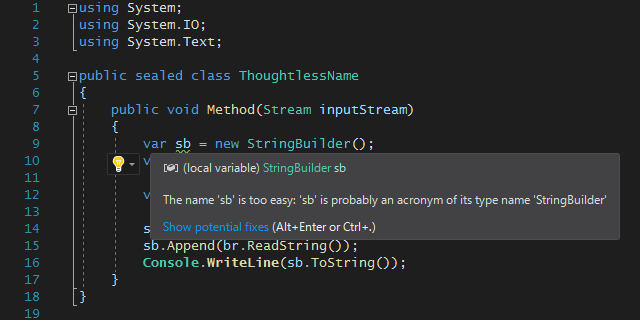 1 using System;
2 using System.IO;
3 using System.Text;
4
5 public sealed class ThoughtlessName
6 {
7 public void Method(Stream inputStream)
8 {
9 var sb = new StringBuilder();
10 v
(local variable) StringBuilder sb
11
The name 'sb' is too easy: 'sb' is probably an acronym of its type name 'StringBuilder'
12 v
13
Show potential fixes (Alt+Enter or Ctrl+.)
14 s
15 sb.Append(br.ReadString());
16 Console.WriteLine(sb.ToString());
17 }
18 }
19